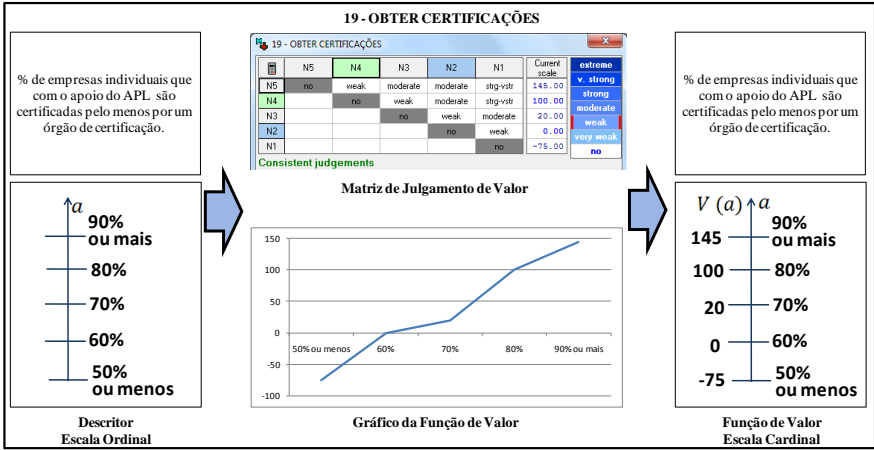 19 - OBTER CERTIFICAÇÕES
% de empresas individuais que
com o apoio do APL são
certificadas pelo menos por um
órgão de certificação.
19 - OBTER CERTIFICAÇÕES
N5 N4 N3 N2 N1 Current scale
N5 no weak moderate moderate strg-vstr 145.00
N4 no weak moderate strg-vstr 100.00
N3 no weak moderate 20.00
N2 no weak 0.00
N1 no -75.00
extreme
v. strong
strong
moderate
weak
very weak
no
Consistent judgements
Matriz de Julgamento de Valor
% de empresas individuais que
com o apoio do APL são
certificadas pelo menos por um
órgão de certificação.
a
90%
ou mais
80%
70%
60%
50%
ou menos
Descritor
Escala Ordinal
150
100
50
0
-50
-100
50% ou menos 60% 70% 80% 90% ou mais
Gráfico da Função de Valor
V (a) a
145 90%
ou mais
100 80%
20 70%
0 60%
-75 50%
ou menos
Função de Valor
Escala Cardinal